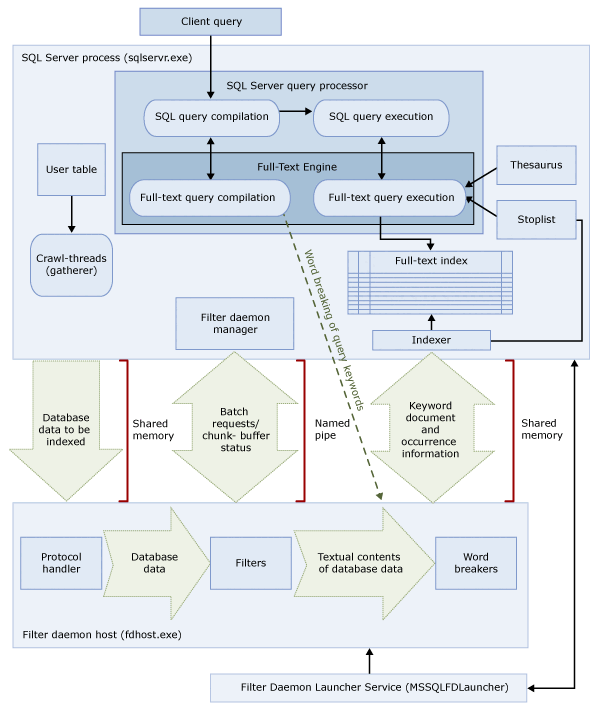 Client query
SQL Server process (sqlservr.exe)
SQL Server query processor
SQL query compilation
SQL query execution
Full-Text Engine
Full-text query compilation
Full-text query execution
User table
Thesaurus
Stoplist
Crawl-threads
(gatherer)
Full-text index
Word breaking of query keywords
Filter daemon
manager
Indexer
Database
data to be
indexed
Shared
memory
Batch
requests/
chunk- buffer
status
Named
pipe
Keyword
document
and
occurrence
information
Shared
memory
Protocol
handler
Database
data
Filters
Textual contents
of database data
Word
breakers
Filter daemon host (fdhost.exe)
Filter Daemon Launcher Service (MSSQLFDLauncher)